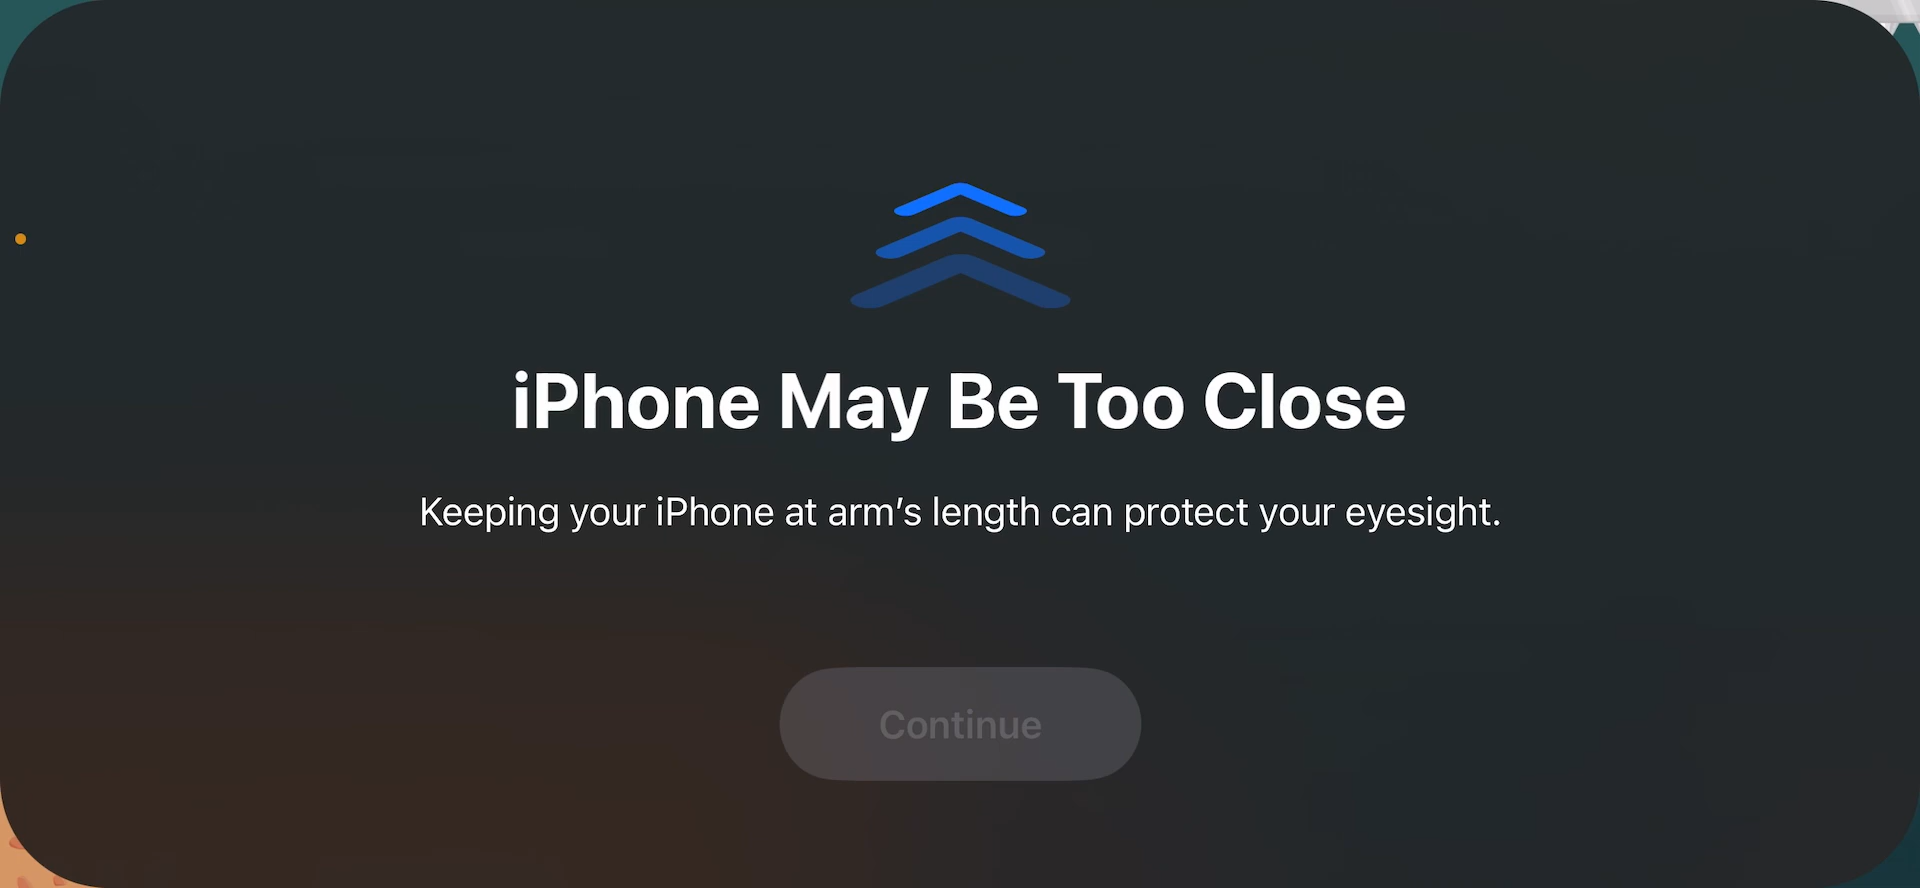 iPhone May Be Too Close
Keeping your iPhone at arm’s length can protect your eyesight.
Continue